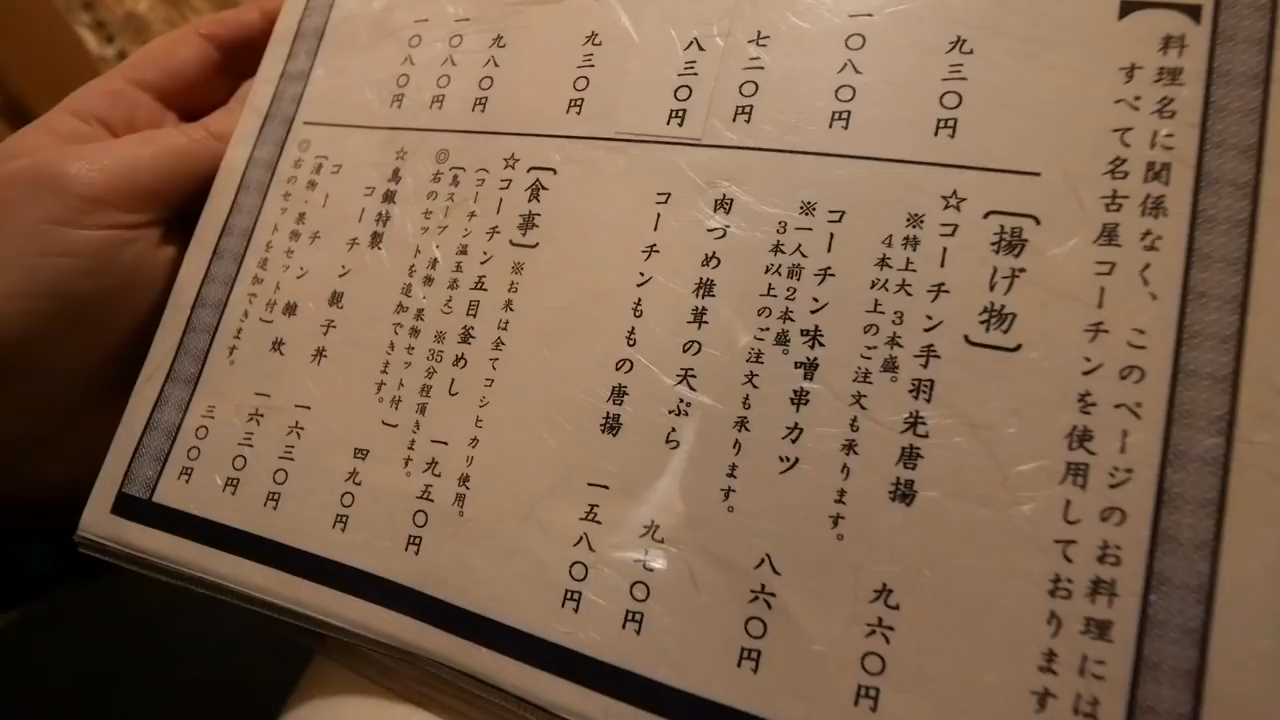 料理名に関係なく、このページのお料理には
すべて名古屋コーチンを使用しております
九三〇円
一〇八〇円
七二〇円
八三〇円
九三〇円
九八〇円
一〇八〇円
一〇八〇円
〔揚げ物〕
☆コーチン手羽先唐揚 九六〇円
※特上大 3本盛。
4本以上のご注文も承ります。
コーチン味噌串カツ 八六〇円
※一人前2本盛。
3本以上のご注文も承ります。
肉づめ椎茸の天ぷら 九七〇円
コーチンももの唐揚 一五八〇円
〔食事〕 ※お米は全てコシヒカリ使用。
☆コーチン五目釜めし 一九五〇円
(コーチン温玉添え) ※35分程頂きます。
〔鳥スープ・漬物・果物セット付〕
◎右のセットを追加できます。 四九〇円
☆鳥銀特製
コーチン親子丼 一六三〇円
コーチン雑炊 一六三〇円
〔漬物・果物セット付〕
◎右のセットを追加できます。 三〇〇円